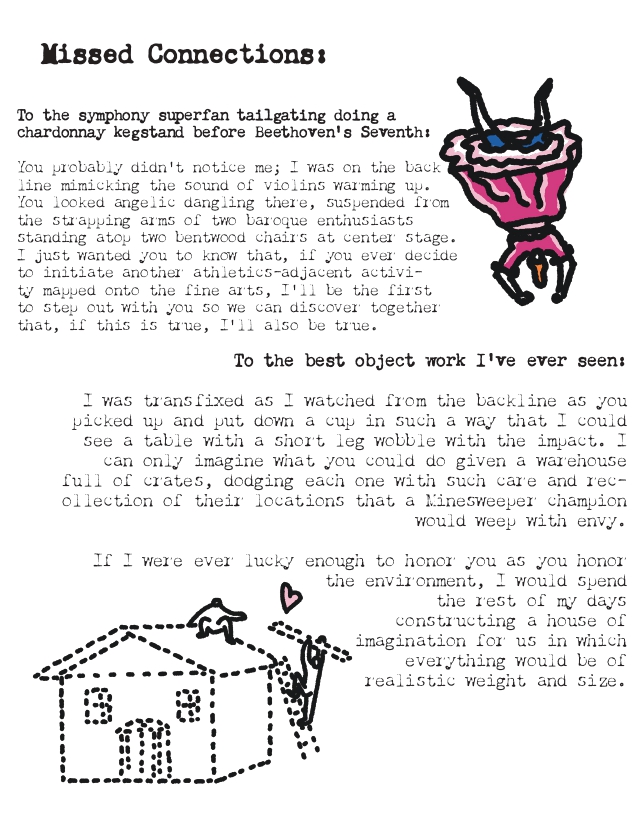 Missed Connections:
To the symphony superfan tailgating doing a
chardonnay kegstand before Beethoven's Seventh:
You probably didn't notice me; I was on the back
line mimicking the sound of violins warming up.
You looked angelic dangling there, suspended from
the strapping arms of two baroque enthusiasts
standing atop two bentwood chairs at center stage.
I just wanted you to know that, if you ever decide
to initiate another athletics-adjacent activi-
ty mapped onto the fine arts, I'll be the first
to step out with you so we can discover together
that, if this is true, I'll also be true.
To the best object work I've ever seen:
I was transfixed as I watched from the backline as you
picked up and put down a cup in such a way that I could
see a table with a short leg wobble with the impact. I
can only imagine what you could do given a warehouse
full of crates, dodging each one with such care and rec-
ollection of their locations that a Minesweeper champion
would weep with envy.
If I were ever lucky enough to honor you as you honor
the environment, I would spend
the rest of my days
constructing a house of
imagination for us in which
everything would be of
realistic weight and size.